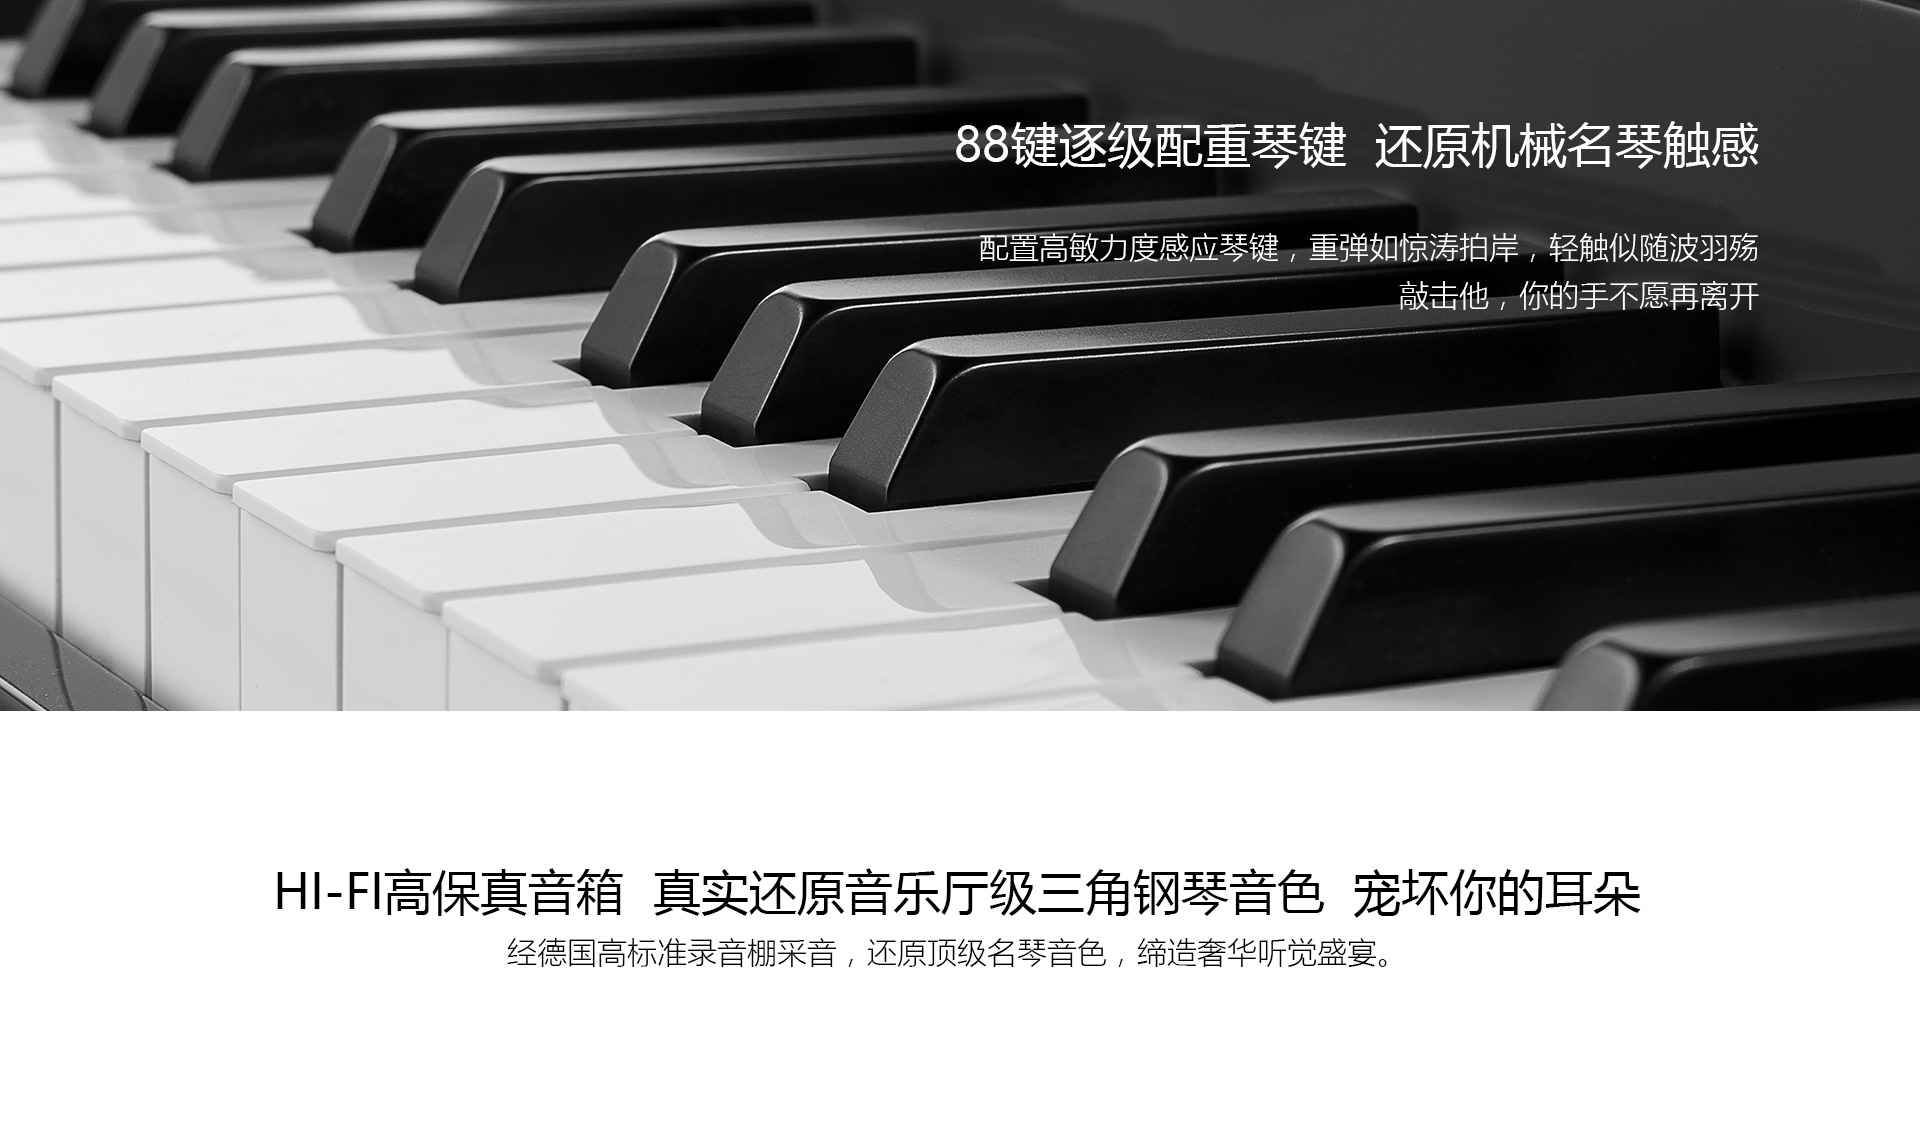 88键逐级配重琴键 还原机械名琴触感
配置高敏力度感应琴键，重弹如惊涛拍岸，轻触似随波羽殇
敲击他，你的手不愿再离开
HI-FI高保真音箱 真实还原音乐厅级三角钢琴音色 宠坏你的耳朵
经德国高标准录音棚采音，还原顶级名琴音色，缔造奢华听觉盛宴。